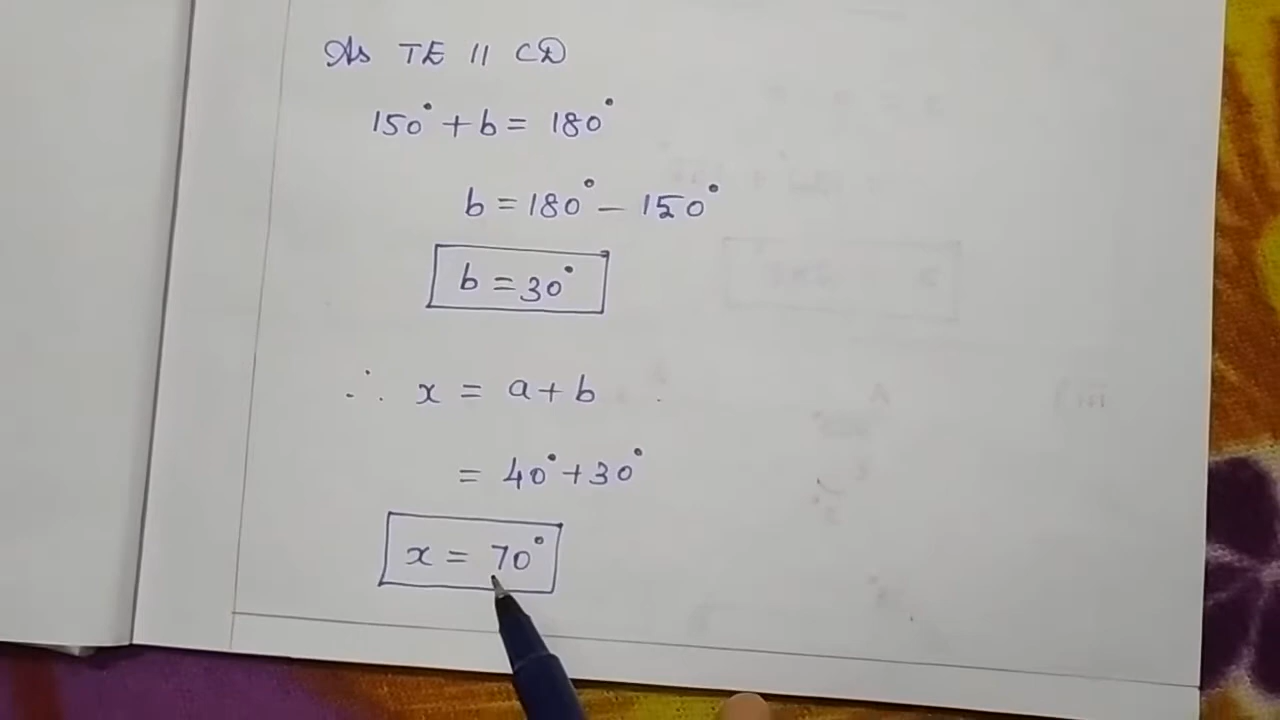 As TE || CD
150° + b = 180°
b = 180° − 150°
b = 30°
∴ x = a + b
= 40° + 30°
x = 70°